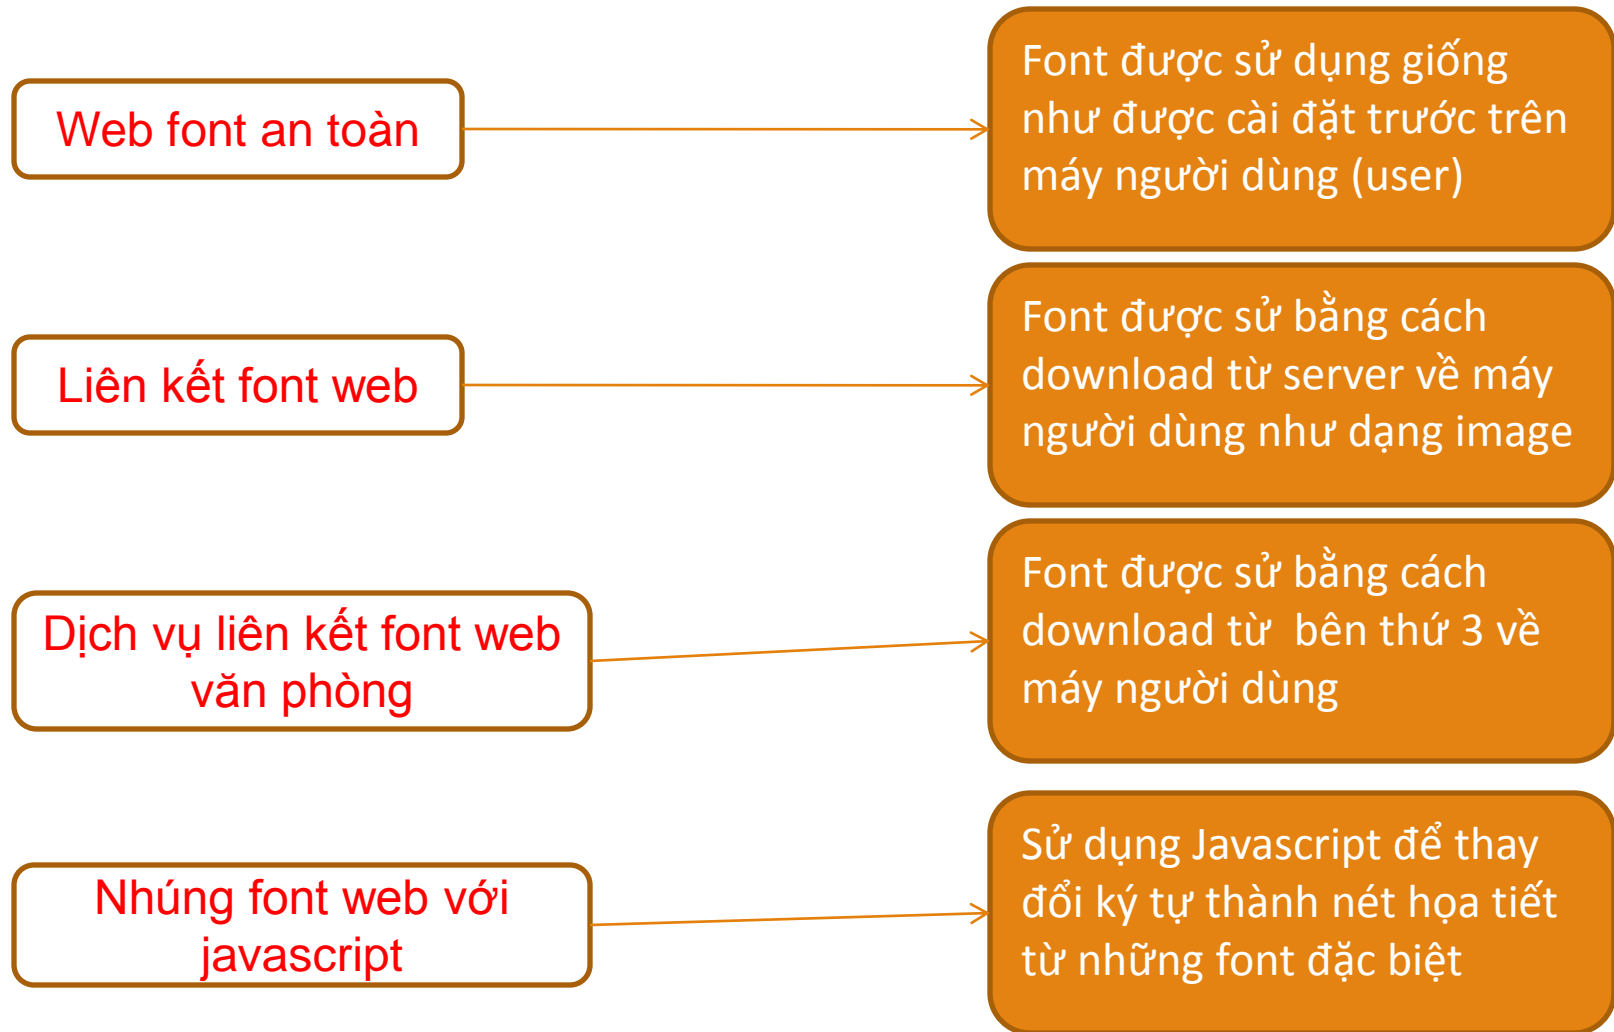 Web font an toàn
Font được sử dụng giống
như được cài đặt trước trên
máy người dùng (user)
Liên kết font web
Font được sử bằng cách
download từ server về máy
người dùng như dạng image
Dịch vụ liên kết font web
văn phòng
Font được sử bằng cách
download từ  bên thứ 3 về
máy người dùng
Nhúng font web với
javascript
Sử dụng Javascript để thay
đổi ký tự thành nét họa tiết
từ những font đặc biệt